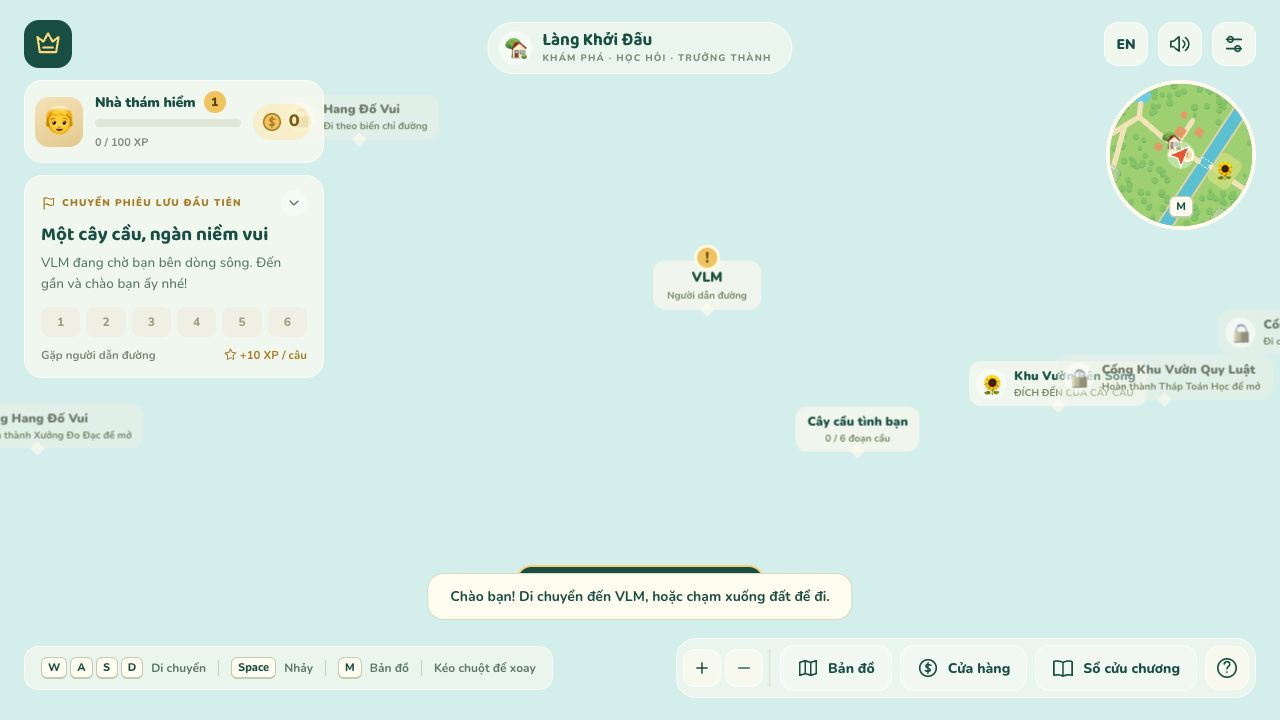 Làng Khởi Đầu
KHÁM PHÁ · HỌC HỎI · TRƯỞNG THÀNH
EN
Nhà thám hiểm 1
0
0 / 100 XP
Hang Đố Vui
Đi theo biển chỉ đường
CHUYẾN PHIÊU LƯU ĐẦU TIÊN
Một cây cầu, ngàn niềm vui
VLM đang chờ bạn bên dòng sông. Đến
gần và chào bạn ấy nhé!
1 2 3 4 5 6
Gặp người dẫn đường
+10 XP / câu
M
!
VLM
Người dẫn đường
Khu Vườn Bên Sông
ĐÍCH ĐẾN CỦA CÂY CẦU
Cổng Khu Vườn Quy Luật
Hoàn thành Tháp Toán Học để mở
g Hang Đố Vui
thành Xưởng Đo Đạc để mở
Cây cầu tình bạn
0 / 6 đoạn cầu
Chào bạn! Di chuyển đến VLM, hoặc chạm xuống đất để đi.
W A S D Di chuyển
Space Nhảy
M Bản đồ
Kéo chuột để xoay
+ −
Bản đồ
Cửa hàng
Sổ cửu chương
?